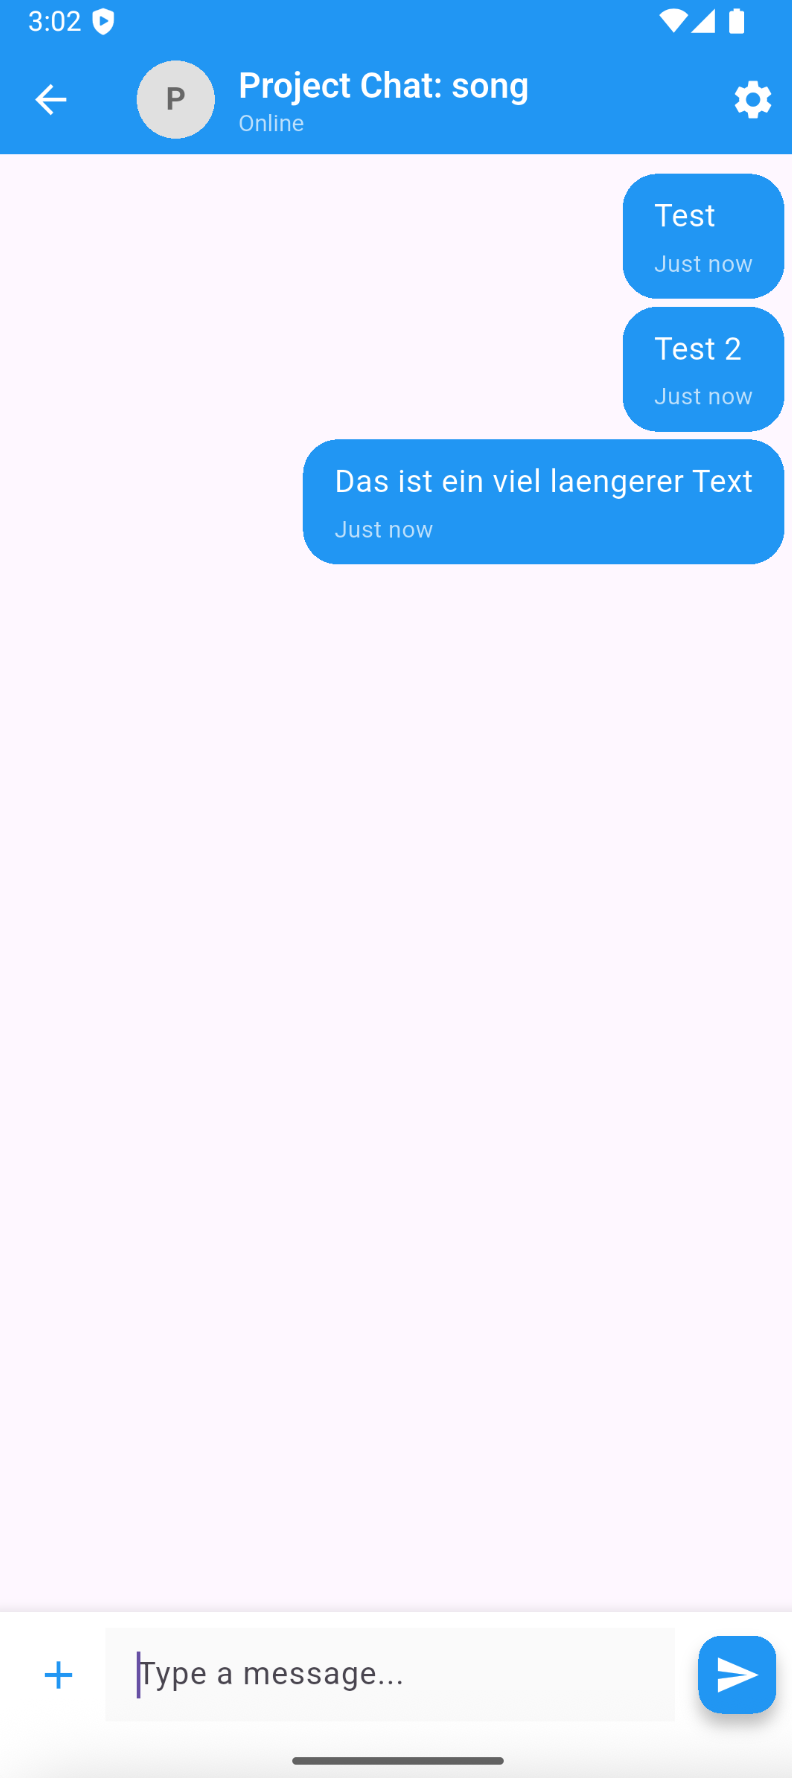 3:02
P
Project Chat: song
Online
Test
Just now
Test 2
Just now
Das ist ein viel laengerer Text
Just now
Type a message...